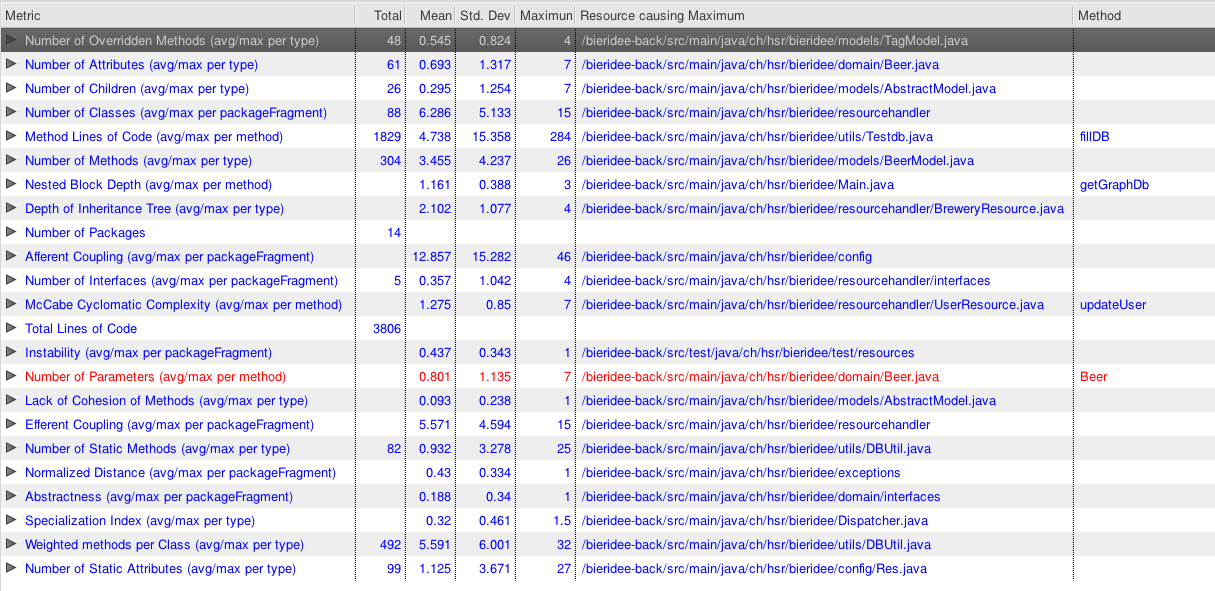 Metric Total Mean Std. Dev Maximun Resource causing Maximum Method
Number of Overridden Methods (avg/max per type) 48 0.545 0.824 4 /bieridee-back/src/main/java/ch/hsr/bieridee/models/TagModel.java
Number of Attributes (avg/max per type) 61 0.693 1.317 7 /bieridee-back/src/main/java/ch/hsr/bieridee/domain/Beer.java
Number of Children (avg/max per type) 26 0.295 1.254 7 /bieridee-back/src/main/java/ch/hsr/bieridee/models/AbstractModel.java
Number of Classes (avg/max per packageFragment) 88 6.286 5.133 15 /bieridee-back/src/main/java/ch/hsr/bieridee/resourcehandler
Method Lines of Code (avg/max per method) 1829 4.738 15.358 284 /bieridee-back/src/main/java/ch/hsr/bieridee/utils/Testdb.java fillDB
Number of Methods (avg/max per type) 304 3.455 4.237 26 /bieridee-back/src/main/java/ch/hsr/bieridee/models/BeerModel.java
Nested Block Depth (avg/max per method) 1.161 0.388 3 /bieridee-back/src/main/java/ch/hsr/bieridee/Main.java getGraphDb
Depth of Inheritance Tree (avg/max per type) 2.102 1.077 4 /bieridee-back/src/main/java/ch/hsr/bieridee/resourcehandler/BreweryResource.java
Number of Packages 14
Afferent Coupling (avg/max per packageFragment) 12.857 15.282 46 /bieridee-back/src/main/java/ch/hsr/bieridee/config
Number of Interfaces (avg/max per packageFragment) 5 0.357 1.042 4 /bieridee-back/src/main/java/ch/hsr/bieridee/resourcehandler/interfaces
McCabe Cyclomatic Complexity (avg/max per method) 1.275 0.85 7 /bieridee-back/src/main/java/ch/hsr/bieridee/resourcehandler/UserResource.java updateUser
Total Lines of Code 3806
Instability (avg/max per packageFragment) 0.437 0.343 1 /bieridee-back/src/test/java/ch/hsr/bieridee/test/resources
Number of Parameters (avg/max per method) 0.801 1.135 7 /bieridee-back/src/main/java/ch/hsr/bieridee/domain/Beer.java Beer
Lack of Cohesion of Methods (avg/max per type) 0.093 0.238 1 /bieridee-back/src/main/java/ch/hsr/bieridee/models/AbstractModel.java
Efferent Coupling (avg/max per packageFragment) 5.571 4.594 15 /bieridee-back/src/main/java/ch/hsr/bieridee/resourcehandler
Number of Static Methods (avg/max per type) 82 0.932 3.278 25 /bieridee-back/src/main/java/ch/hsr/bieridee/utils/DBUtil.java
Normalized Distance (avg/max per packageFragment) 0.43 0.334 1 /bieridee-back/src/main/java/ch/hsr/bieridee/exceptions
Abstractness (avg/max per packageFragment) 0.188 0.34 1 /bieridee-back/src/main/java/ch/hsr/bieridee/domain/interfaces
Specialization Index (avg/max per type) 0.32 0.461 1.5 /bieridee-back/src/main/java/ch/hsr/bieridee/Dispatcher.java
Weighted methods per Class (avg/max per type) 492 5.591 6.001 32 /bieridee-back/src/main/java/ch/hsr/bieridee/utils/DBUtil.java
Number of Static Attributes (avg/max per type) 99 1.125 3.671 27 /bieridee-back/src/main/java/ch/hsr/bieridee/config/Res.java